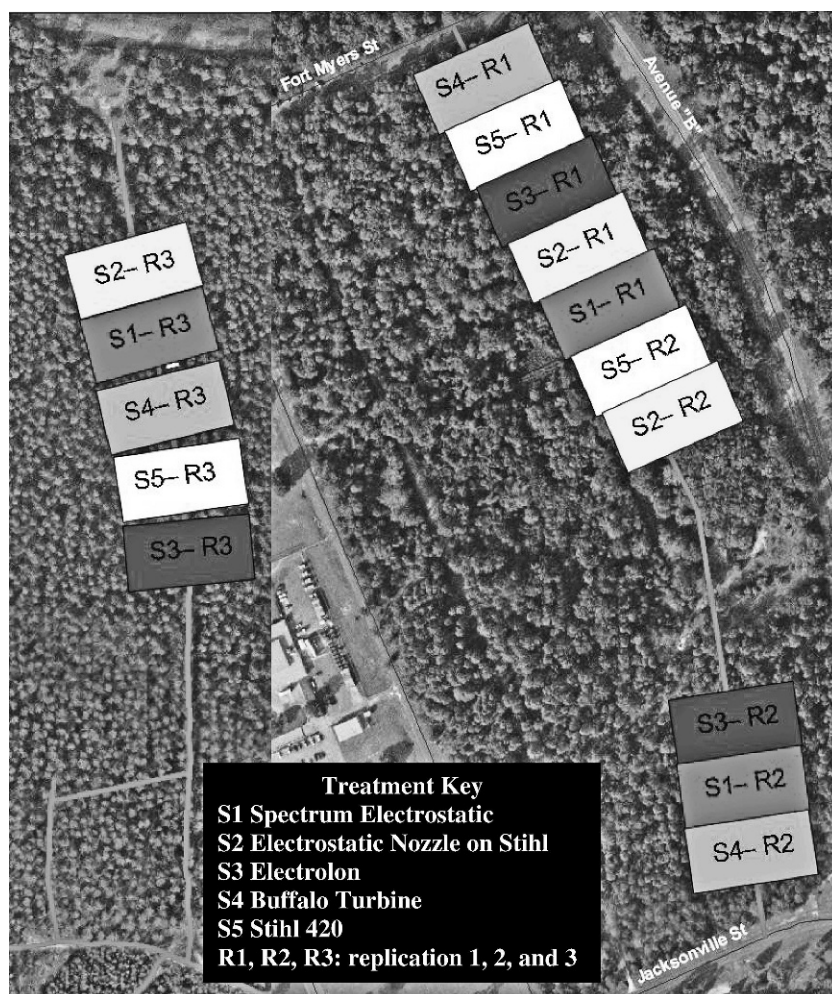 Fort Myers St
Avenue "B"
S4– R1
S5– R1
S3– R1
S2– R1
S1– R1
S5– R2
S2– R2
S2– R3
S1– R3
S4– R3
S5– R3
S3– R3
S3– R2
S1– R2
S4– R2
Jacksonville St
Treatment Key
S1 Spectrum Electrostatic
S2 Electrostatic Nozzle on Stihl
S3 Electrolon
S4 Buffalo Turbine
S5 Stihl 420
R1, R2, R3: replication 1, 2, and 3